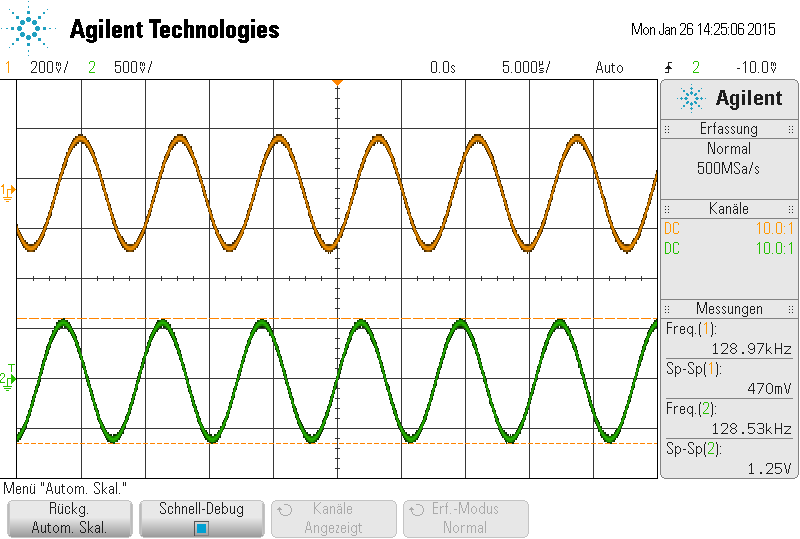 Agilent Technologies
Mon Jan 26 14:25:06 2015
1 200mV/ 2 500mV/ 0.0s 5.000us/ Auto 2 -10.0mV
Agilent
Erfassung
Normal
500MSa/s
Kanäle
DC 10.0:1
DC 10.0:1
Messungen
Freq.(1):
128.97kHz
Sp-Sp(1):
470mV
Freq.(2):
128.53kHz
Sp-Sp(2):
1.25V
1
T
2
Menü "Autom. Skal."
Rückg. Schnell-Debug Kanäle Erf.-Modus
Autom. Skal. Angezeigt Normal